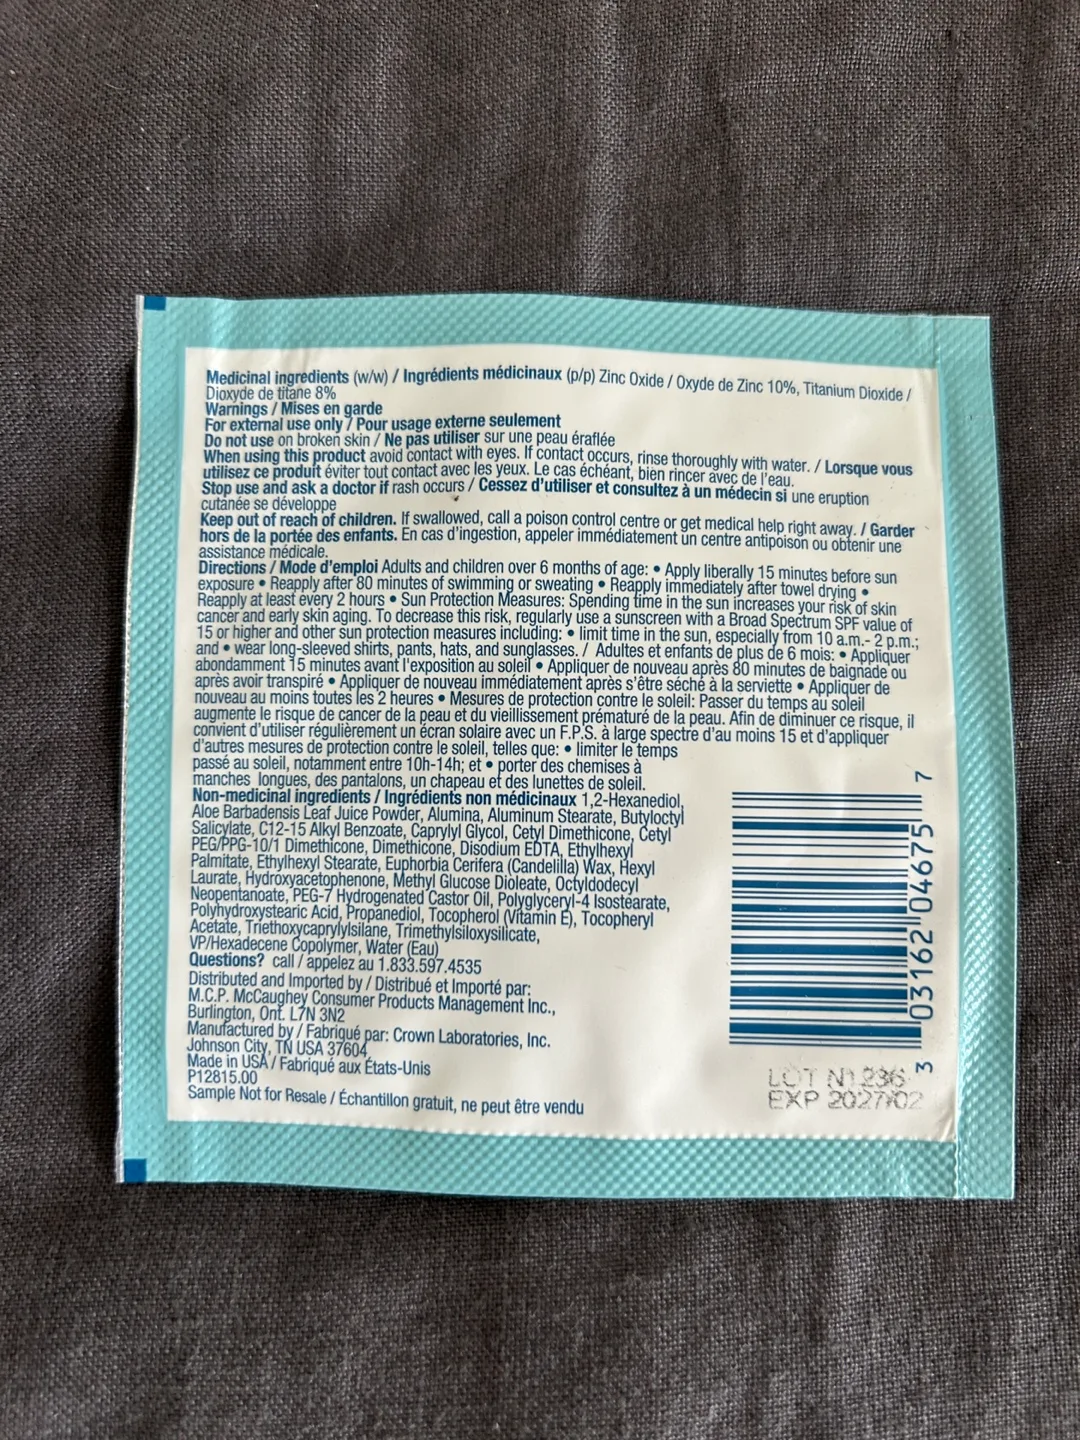 Medicinal ingredients (w/w) / Ingrédients médicinaux (p/p) Zinc Oxide / Oxyde de Zinc 10%, Titanium Dioxide /
Dioxyde de titane 8%
Warnings / Mises en garde
For external use only / Pour usage externe seulement
Do not use on broken skin / Ne pas utiliser sur une peau éraflée
When using this product avoid contact with eyes. If contact occurs, rinse thoroughly with water. / Lorsque vous
utilisez ce produit éviter tout contact avec les yeux. Le cas échéant, bien rincer avec de l'eau.
Stop use and ask a doctor if rash occurs / Cessez d'utiliser et consultez à un médecin si une eruption
cutanée se développe
Keep out of reach of children. If swallowed, call a poison control centre or get medical help right away. / Garder
hors de la portée des enfants. En cas d'ingestion, appeler immédiatement un centre antipoison ou obtenir une
assistance médicale.
Directions / Mode d'emploi Adults and children over 6 months of age: • Apply liberally 15 minutes before sun
exposure • Reapply after 80 minutes of swimming or sweating • Reapply immediately after towel drying •
Reapply at least every 2 hours • Sun Protection Measures: Spending time in the sun increases your risk of skin
cancer and early skin aging. To decrease this risk, regularly use a sunscreen with a Broad Spectrum SPF value of
15 or higher and other sun protection measures including: • limit time in the sun, especially from 10 a.m.- 2 p.m.;
and • wear long-sleeved shirts, pants, hats, and sunglasses. / Adultes et enfants de plus de 6 mois: • Appliquer
abondamment 15 minutes avant l'exposition au soleil • Appliquer de nouveau après 80 minutes de baignade ou
après avoir transpiré • Appliquer de nouveau immédiatement après s'être séché à la serviette • Appliquer de
nouveau au moins toutes les 2 heures • Mesures de protection contre le soleil: Passer du temps au soleil
augmente le risque de cancer de la peau et du vieillissement prématuré de la peau. Afin de diminuer ce risque, il
convient d'utiliser régulièrement un écran solaire avec un F.P.S. à large spectre d'au moins 15 et d'appliquer
d'autres mesures de protection contre le soleil, telles que: • limiter le temps
passé au soleil, notamment entre 10h-14h; et • porter des chemises à
manches longues, des pantalons, un chapeau et des lunettes de soleil.
Non-medicinal ingredients / Ingrédients non médicinaux 1,2-Hexanediol,
Aloe Barbadensis Leaf Juice Powder, Alumina, Aluminum Stearate, Butyloctyl
Salicylate, C12-15 Alkyl Benzoate, Caprylyl Glycol, Cetyl Dimethicone, Cetyl
PEG/PPG-10/1 Dimethicone, Dimethicone, Disodium EDTA, Ethylhexyl
Palmitate, Ethylhexyl Stearate, Euphorbia Cerifera (Candelilla) Wax, Hexyl
Laurate, Hydroxyacetophenone, Methyl Glucose Dioleate, Octyldodecyl
Neopentanoate, PEG-7 Hydrogenated Castor Oil, Polyglyceryl-4 Isostearate,
Polyhydroxystearic Acid, Propanediol, Tocopherol (Vitamin E), Tocopheryl
Acetate, Triethoxycaprylylsilane, Trimethylsiloxysilicate,
VP/Hexadecene Copolymer, Water (Eau)
Questions? call / appelez au 1.833.597.4535
Distributed and Imported by / Distribué et Importé par:
M.C.P. McCaughey Consumer Products Management Inc.,
Burlington, Ont. L7N 3N2
Manufactured by / Fabriqué par: Crown Laboratories, Inc.
Johnson City, TN USA 37604
Made in USA / Fabriqué aux États-Unis
P12815.00
Sample Not for Resale / Échantillon gratuit, ne peut être vendu
3 03162 04675 7
LOT N1236
EXP 2027/02